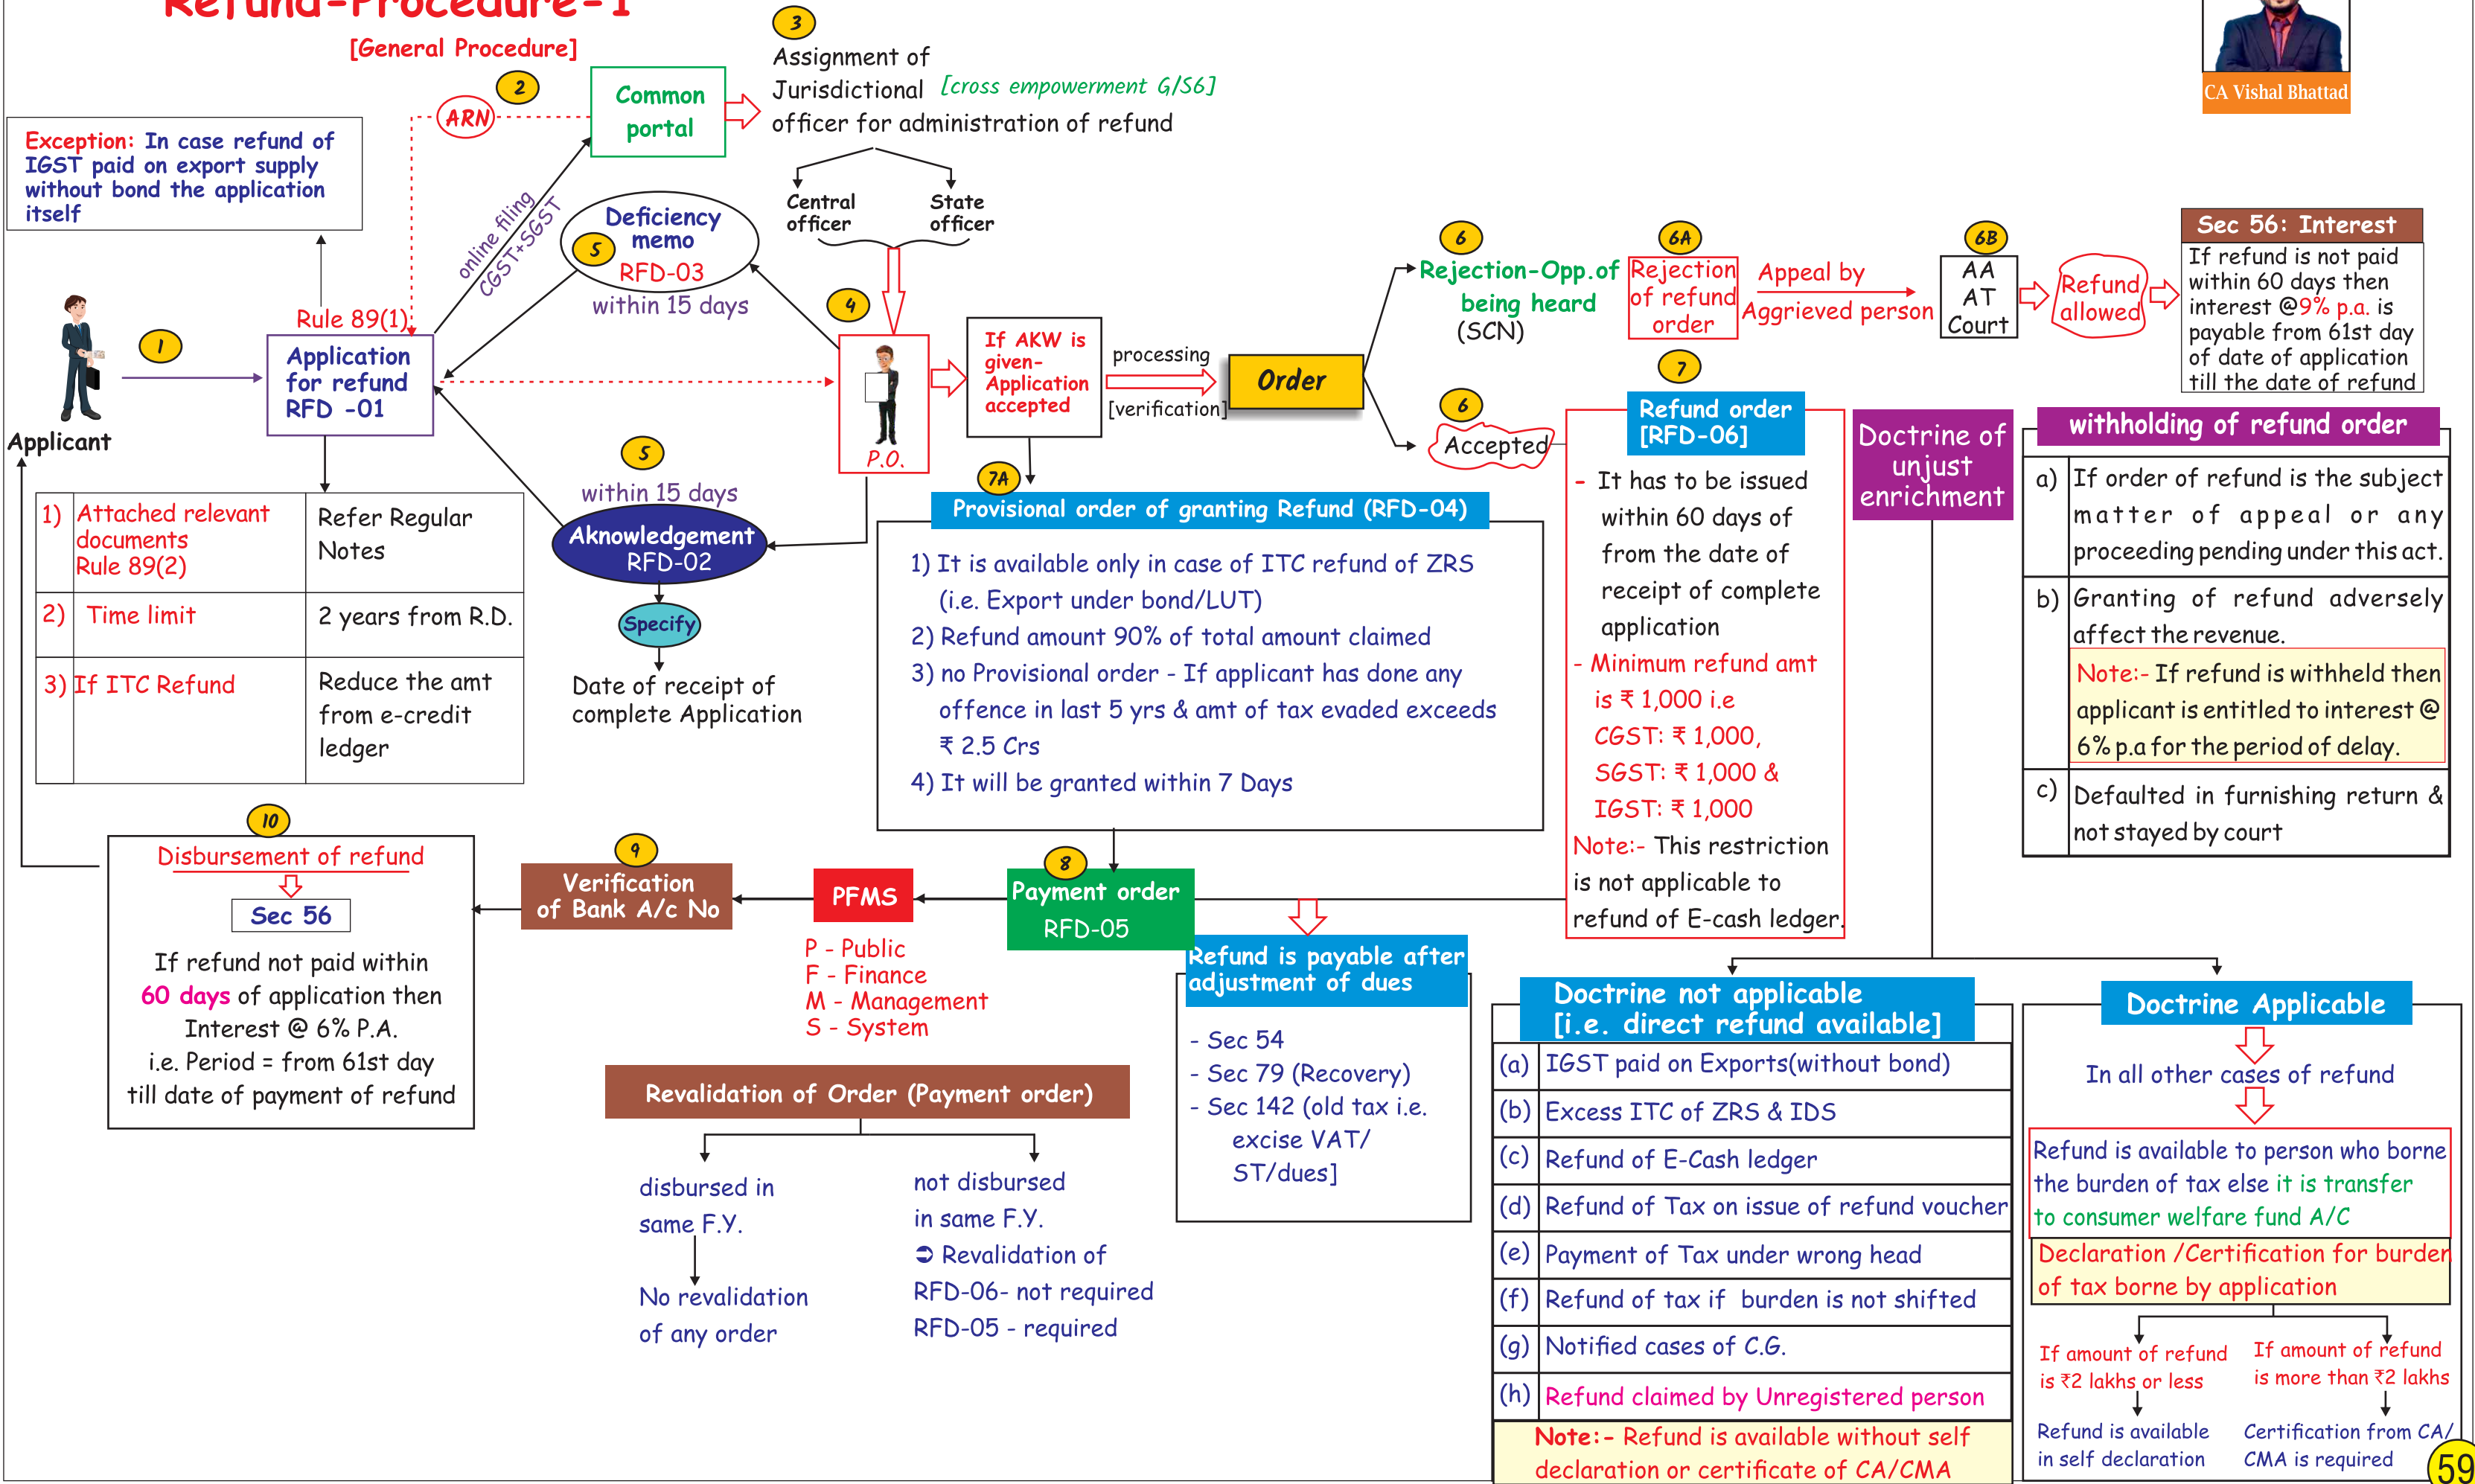 Refund-Procedure-1
[General Procedure]
CA Vishal Bhattad
Exception: In case refund of
IGST paid on export supply
without bond the application
itself
1
Applicant
Rule 89(1)
Application
for refund
RFD -01
online filing
CGST+SGST
2
ARN
Common
portal
3
Assignment of
Jurisdictional [cross empowerment G/S6]
officer for administration of refund
Central
officer
State
officer
4
P.O.
Deficiency
memo
5
RFD-03
within 15 days
5
within 15 days
Aknowledgement
RFD-02
Specify
Date of receipt of
complete Application
1) Attached relevant
documents
Rule 89(2)
Refer Regular
Notes
2) Time limit
2 years from R.D.
3) If ITC Refund
Reduce the amt
from e-credit
ledger
If AKW is
given-
Application
accepted
processing
[verification]
Order
6
Rejection-Opp.of
being heard
(SCN)
6A
Rejection
of refund
order
Appeal by
Aggrieved person
6B
AA
AT
Court
Refund
allowed
Sec 56: Interest
If refund is not paid
within 60 days then
interest @9% p.a. is
payable from 61st day
of date of application
till the date of refund
6
Accepted
7
Refund order
[RFD-06]
- It has to be issued
within 60 days of
from the date of
receipt of complete
application
- Minimum refund amt
is ₹ 1,000 i.e
CGST: ₹ 1,000,
SGST: ₹ 1,000 &
IGST: ₹ 1,000
Note:- This restriction
is not applicable to
refund of E-cash ledger.
7A
Provisional order of granting Refund (RFD-04)
1) It is available only in case of ITC refund of ZRS
(i.e. Export under bond/LUT)
2) Refund amount 90% of total amount claimed
3) no Provisional order - If applicant has done any
offence in last 5 yrs & amt of tax evaded exceeds
₹ 2.5 Crs
4) It will be granted within 7 Days
Doctrine of
unjust
enrichment
withholding of refund order
a) If order of refund is the subject
matter of appeal or any
proceeding pending under this act.
b) Granting of refund adversely
affect the revenue.
Note:- If refund is withheld then
applicant is entitled to interest @
6% p.a for the period of delay.
c) Defaulted in furnishing return &
not stayed by court
8
Payment order
RFD-05
PFMS
P - Public
F - Finance
M - Management
S - System
9
Verification
of Bank A/c No
10
Disbursement of refund
Sec 56
If refund not paid within
60 days of application then
Interest @ 6% P.A.
i.e. Period = from 61st day
till date of payment of refund
Refund is payable after
adjustment of dues
- Sec 54
- Sec 79 (Recovery)
- Sec 142 (old tax i.e.
excise VAT/
ST/dues]
Revalidation of Order (Payment order)
disbursed in
same F.Y.
No revalidation
of any order
not disbursed
in same F.Y.
➲ Revalidation of
RFD-06- not required
RFD-05 - required
Doctrine not applicable
[i.e. direct refund available]
(a) IGST paid on Exports(without bond)
(b) Excess ITC of ZRS & IDS
(c) Refund of E-Cash ledger
(d) Refund of Tax on issue of refund voucher
(e) Payment of Tax under wrong head
(f) Refund of tax if burden is not shifted
(g) Notified cases of C.G.
(h) Refund claimed by Unregistered person
Note:- Refund is available without self
declaration or certificate of CA/CMA
Doctrine Applicable
In all other cases of refund
Refund is available to person who borne
the burden of tax else it is transfer
to consumer welfare fund A/C
Declaration /Certification for burden
of tax borne by application
If amount of refund
is ₹2 lakhs or less
Refund is available
in self declaration
If amount of refund
is more than ₹2 lakhs
Certification from CA/
CMA is required
59